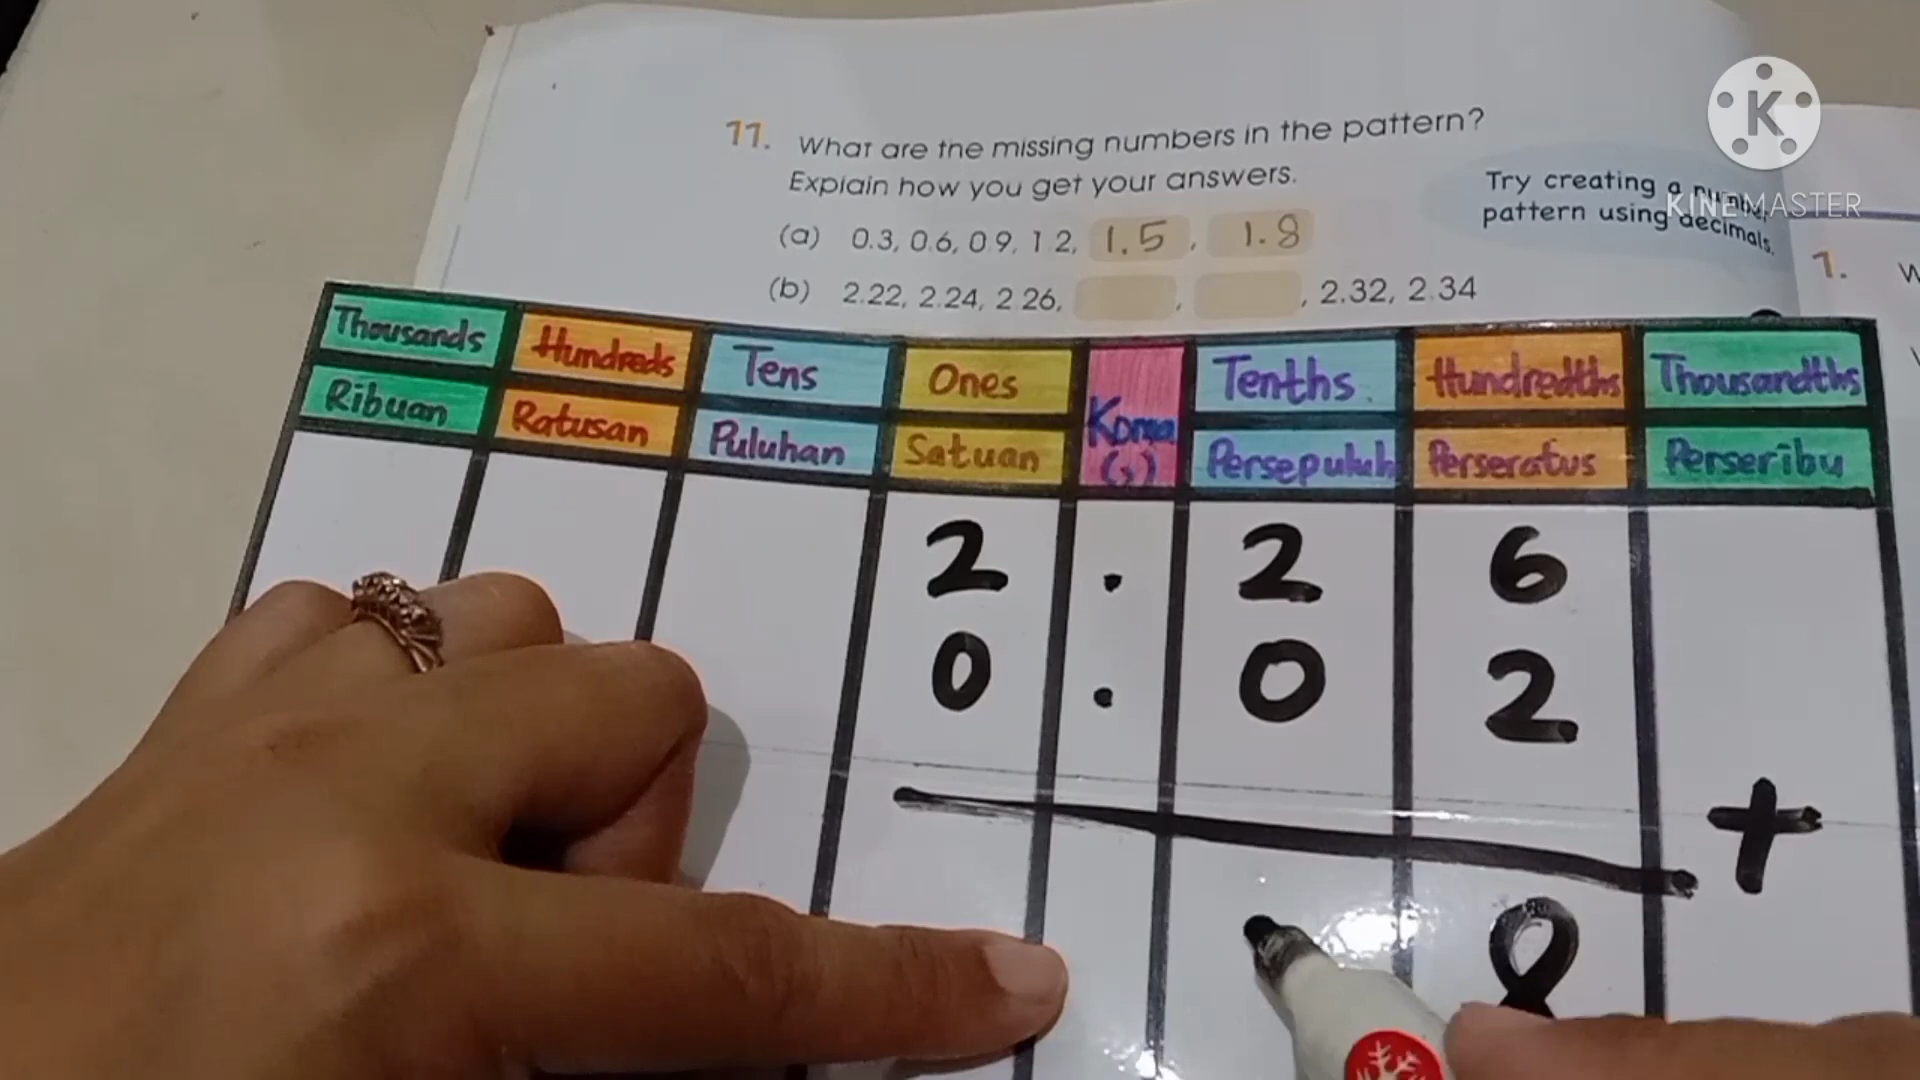 11. What are the missing numbers in the pattern?
Explain how you get your answers.
(a) 0.3, 0.6, 0.9, 1.2, 1.5, 1.8
(b) 2.22, 2.24, 2.26, , , 2.32, 2.34
Try creating a number
pattern using decimals.
K
KINEMASTER
1.
Thousands Hundreds Tens Ones Koma (,) Tenths Hundredths Thousandths
Ribuan Ratusan Puluhan Satuan Persepuluh Perseratus Perseribu
2 . 2 6
0 . 0 2
+
8